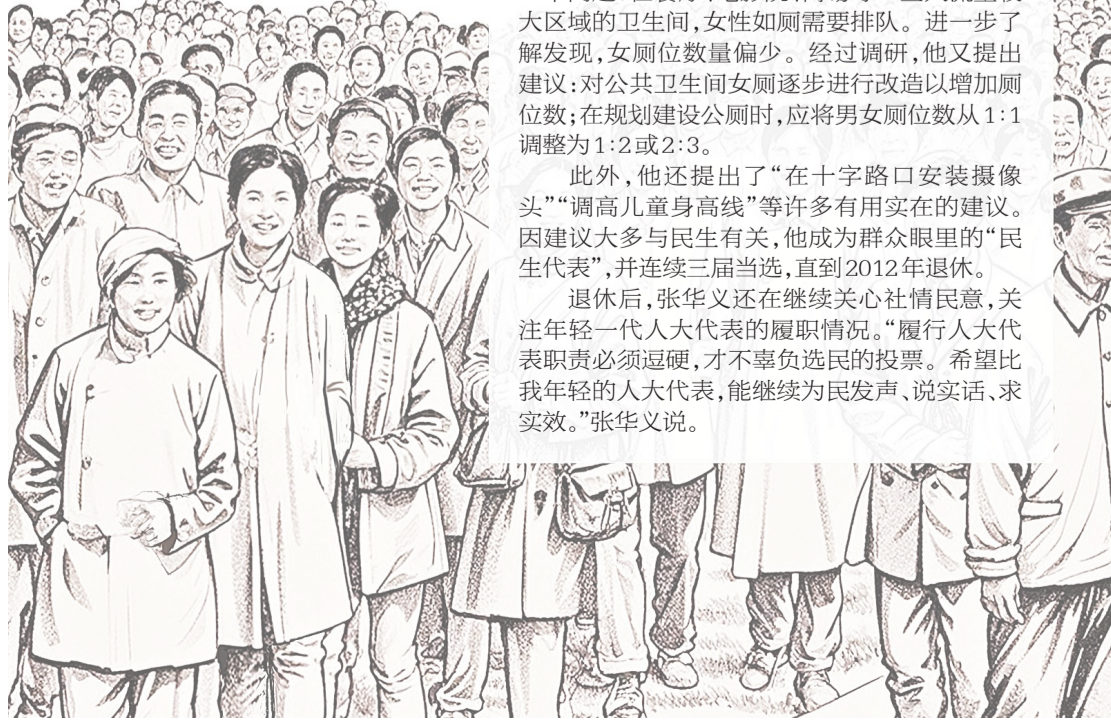 大区域的卫生间,女性如厕需要排队。进一步了
解发现,女厕位数量偏少。经过调研,他又提出
建议:对公共卫生间女厕逐步进行改造以增加厕
位数;在规划建设公厕时,应将男女厕位数从1:1
调整为1:2或2:3。
此外,他还提出了“在十字路口安装摄像
头”“调高儿童身高线”等许多有用实在的建议。
因建议大多与民生有关,他成为群众眼里的“民
生代表”,并连续三届当选,直到2012年退休。
退休后,张华义还在继续关心社情民意,关
注年轻一代人大代表的履职情况。“履行人大代
表职责必须逗硬,才不辜负选民的投票。希望比
我年轻的人大代表,能继续为民发声、说实话、求
实效。”张华义说。